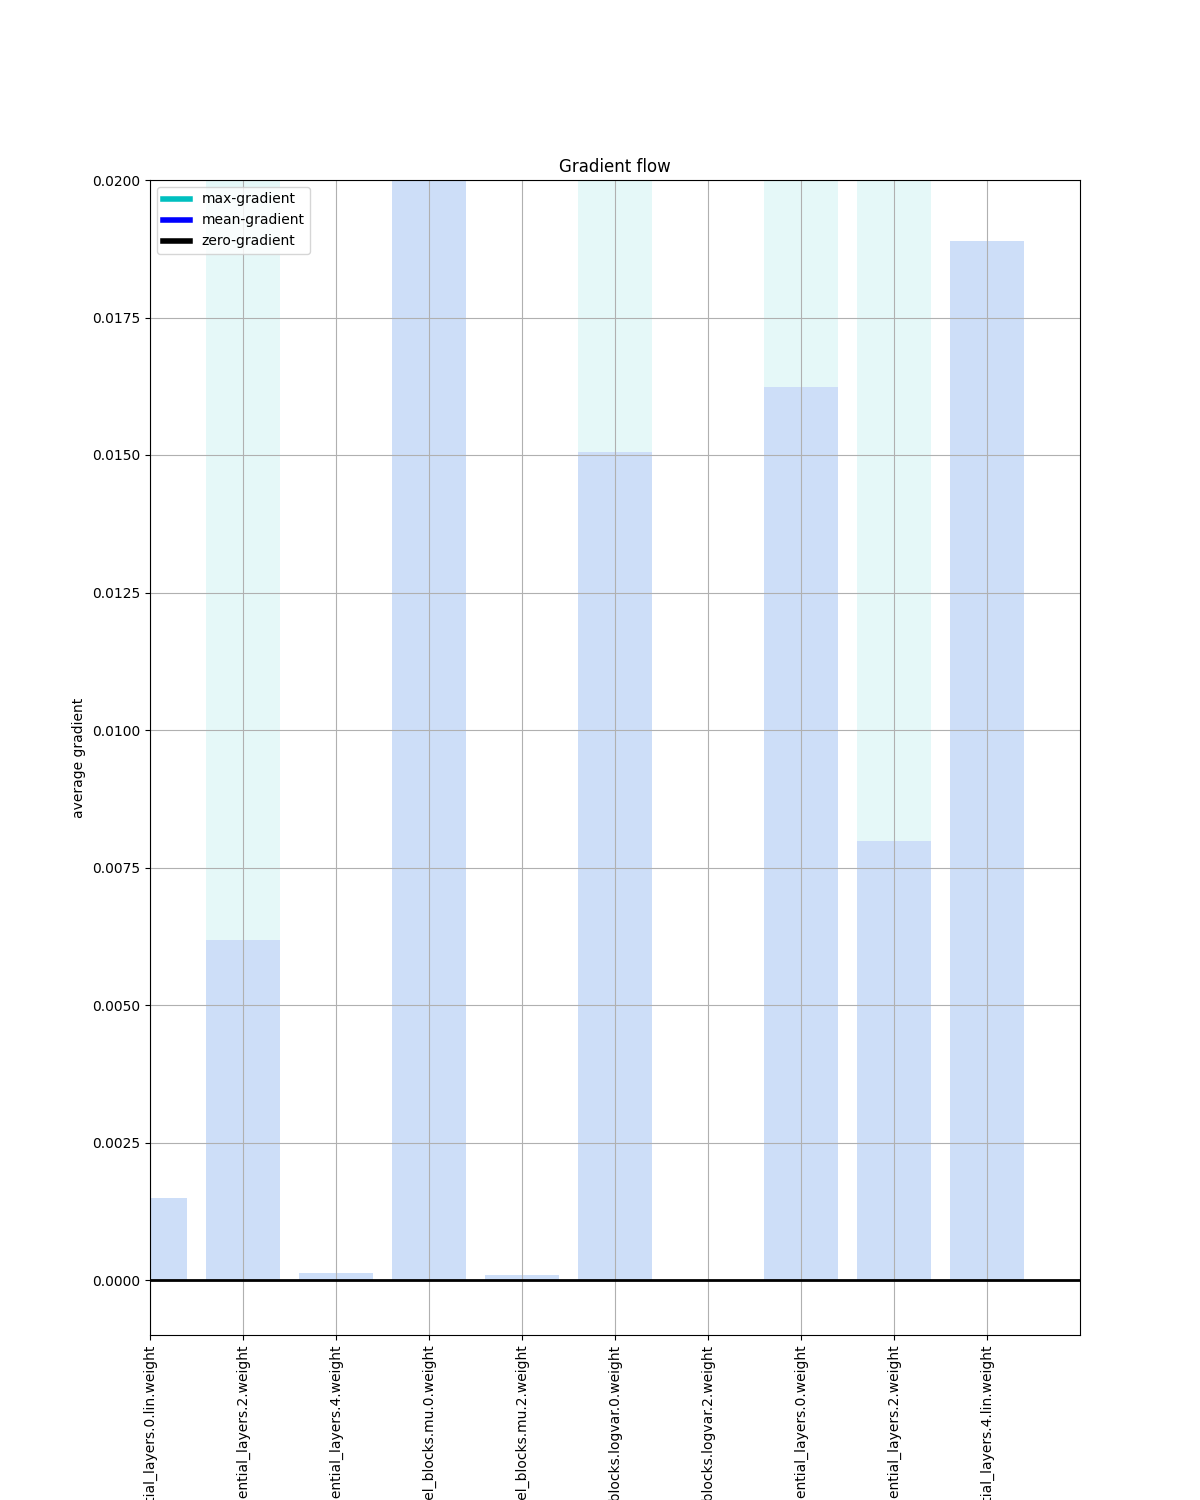 Gradient flow
max-gradient
mean-gradient
zero-gradient
0.0200
0.0175
0.0150
0.0125
0.0100
0.0075
0.0050
0.0025
0.0000
average gradient
tial_layers.0.lin.weight
ential_layers.2.weight
ential_layers.4.weight
el_blocks.mu.0.weight
el_blocks.mu.2.weight
blocks.logvar.0.weight
blocks.logvar.2.weight
ential_layers.0.weight
ential_layers.2.weight
tial_layers.4.lin.weight